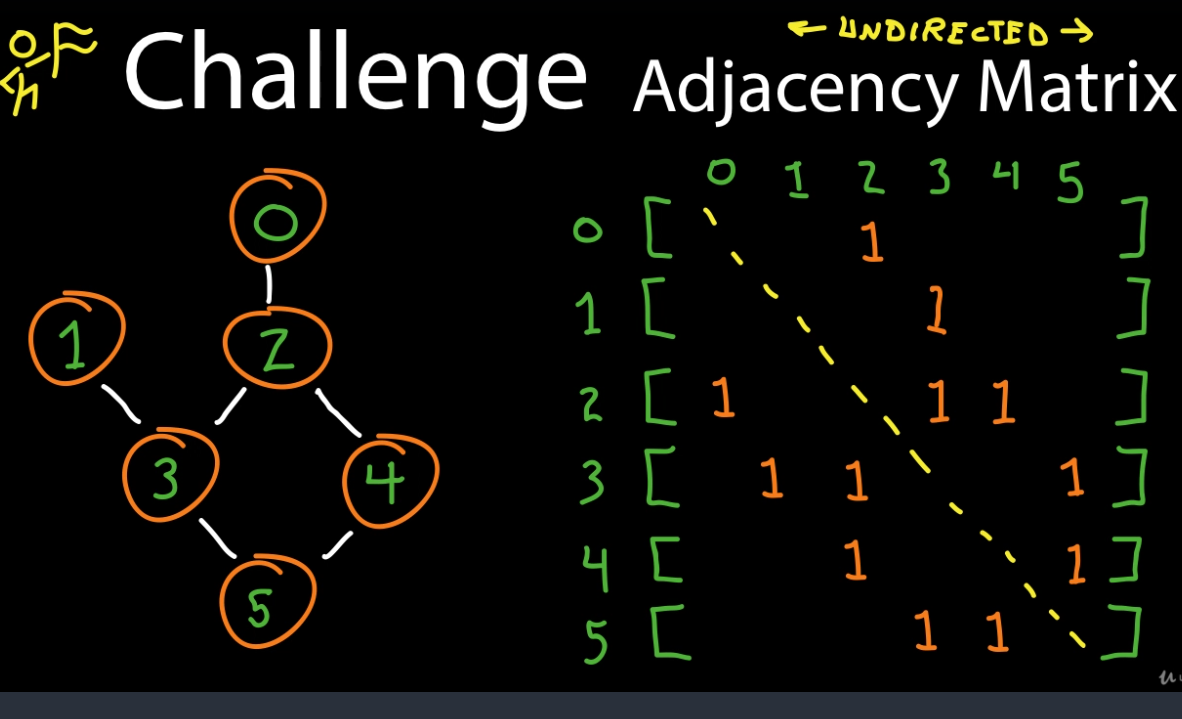 Challenge
← UNDIRECTED →
Adjacency Matrix
0
1
2
3
4
5
0 1 2 3 4 5
0 [ 1 ]
1 [ 1 ]
2 [ 1 1 1 ]
3 [ 1 1 1 ]
4 [ 1 1 ]
5 [ 1 1 ]